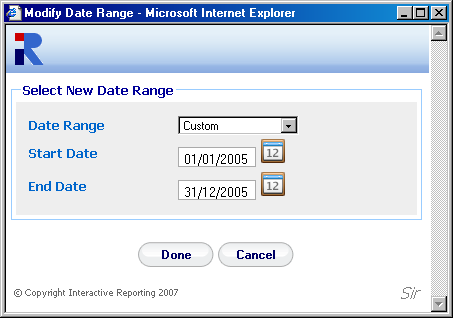 Modify Date Range - Microsoft Internet Explorer
iR
Select New Date Range
Date Range Custom
Start Date 01/01/2005 12
End Date 31/12/2005 12
Done Cancel
© Copyright Interactive Reporting 2007 Sir